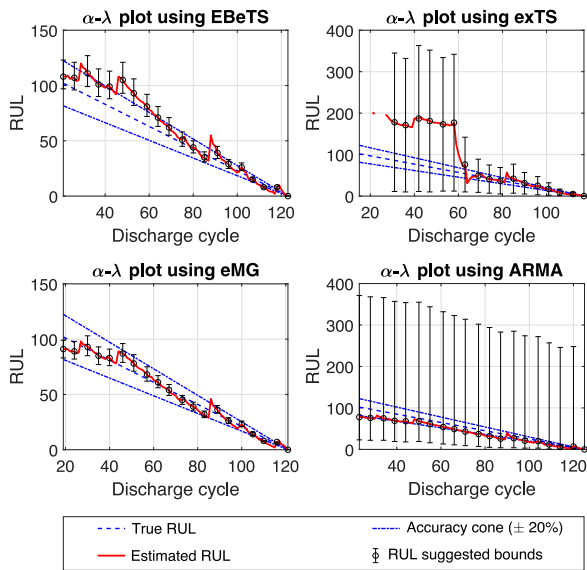 α-λ plot using EBeTS
150
100
50
0
RUL
20 40 60 80 100 120
Discharge cycle
α-λ plot using exTS
400
300
200
100
0
RUL
20 40 60 80 100
Discharge cycle
α-λ plot using eMG
150
100
50
0
RUL
20 40 60 80 100 120
Discharge cycle
α-λ plot using ARMA
400
300
200
100
0
RUL
40 60 80 100 120
Discharge cycle
True RUL
Accuracy cone (± 20%)
Estimated RUL
RUL suggested bounds